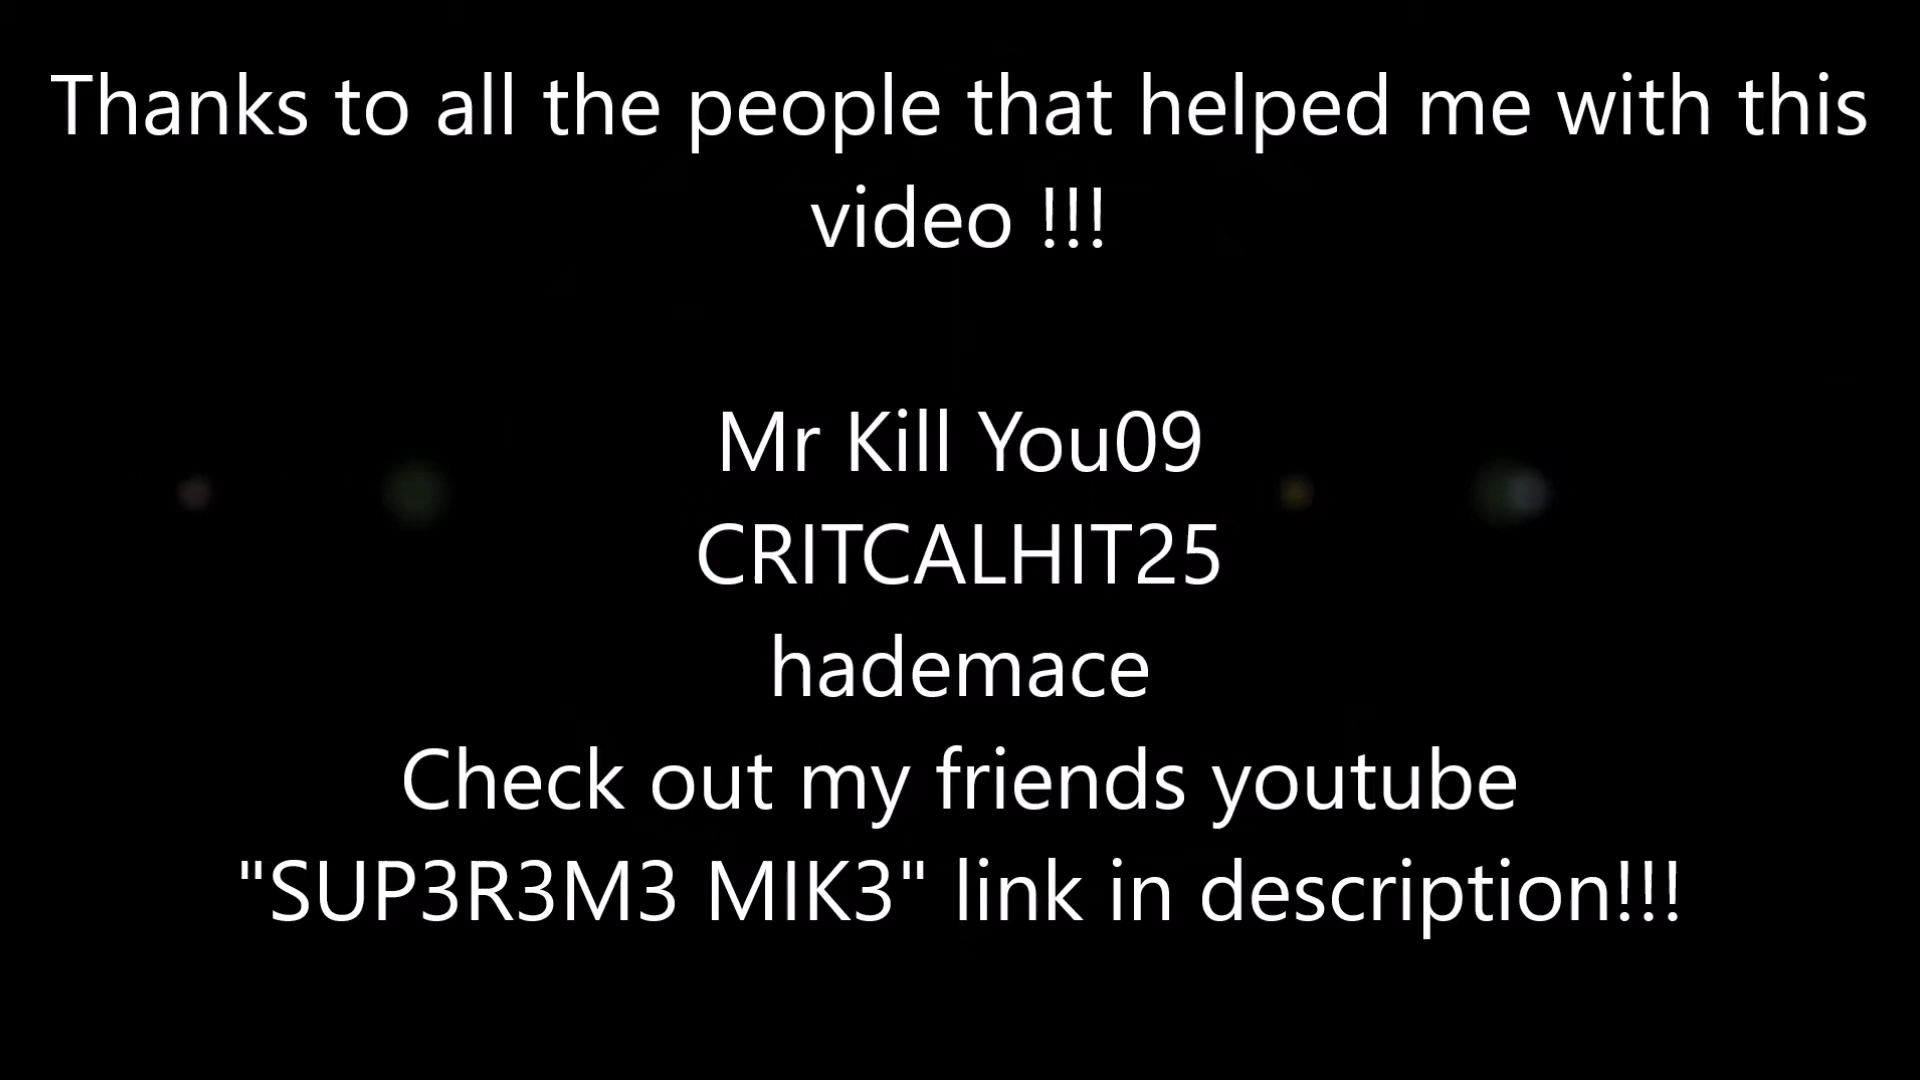 Thanks to all the people that helped me with this
video !!!
Mr Kill You09
CRITCALHIT25
hademace
Check out my friends youtube
"SUP3R3M3 MIK3" link in description!!!